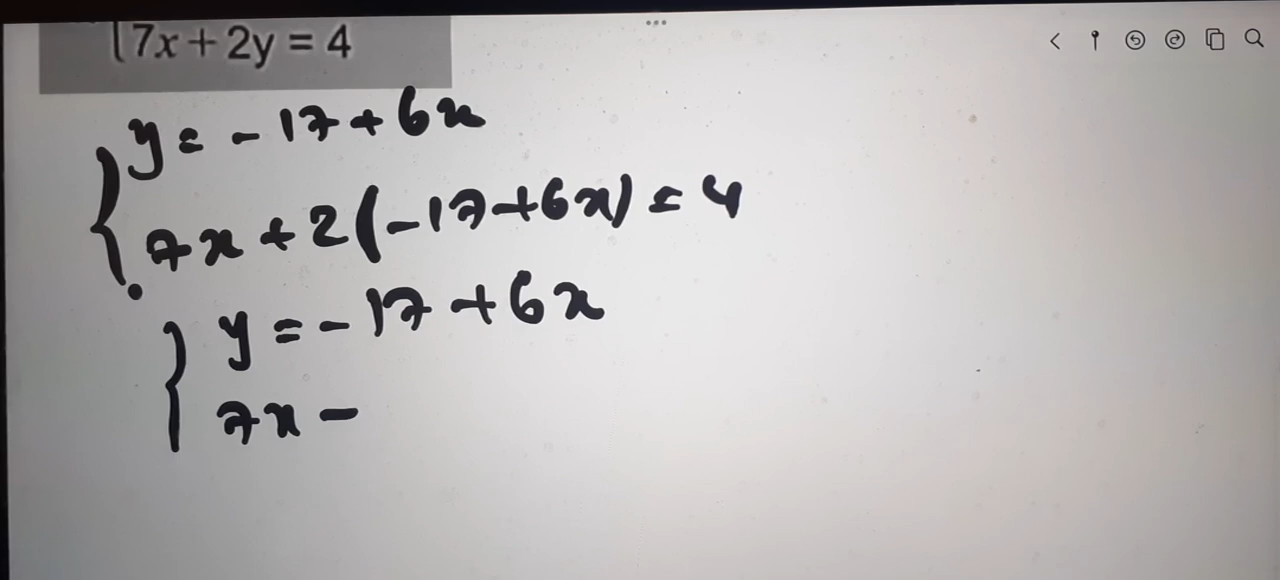 7x + 2y = 4
y = - 17 + 6x
7x + 2(-17+6x) = 4
y = - 17 + 6x
7x -